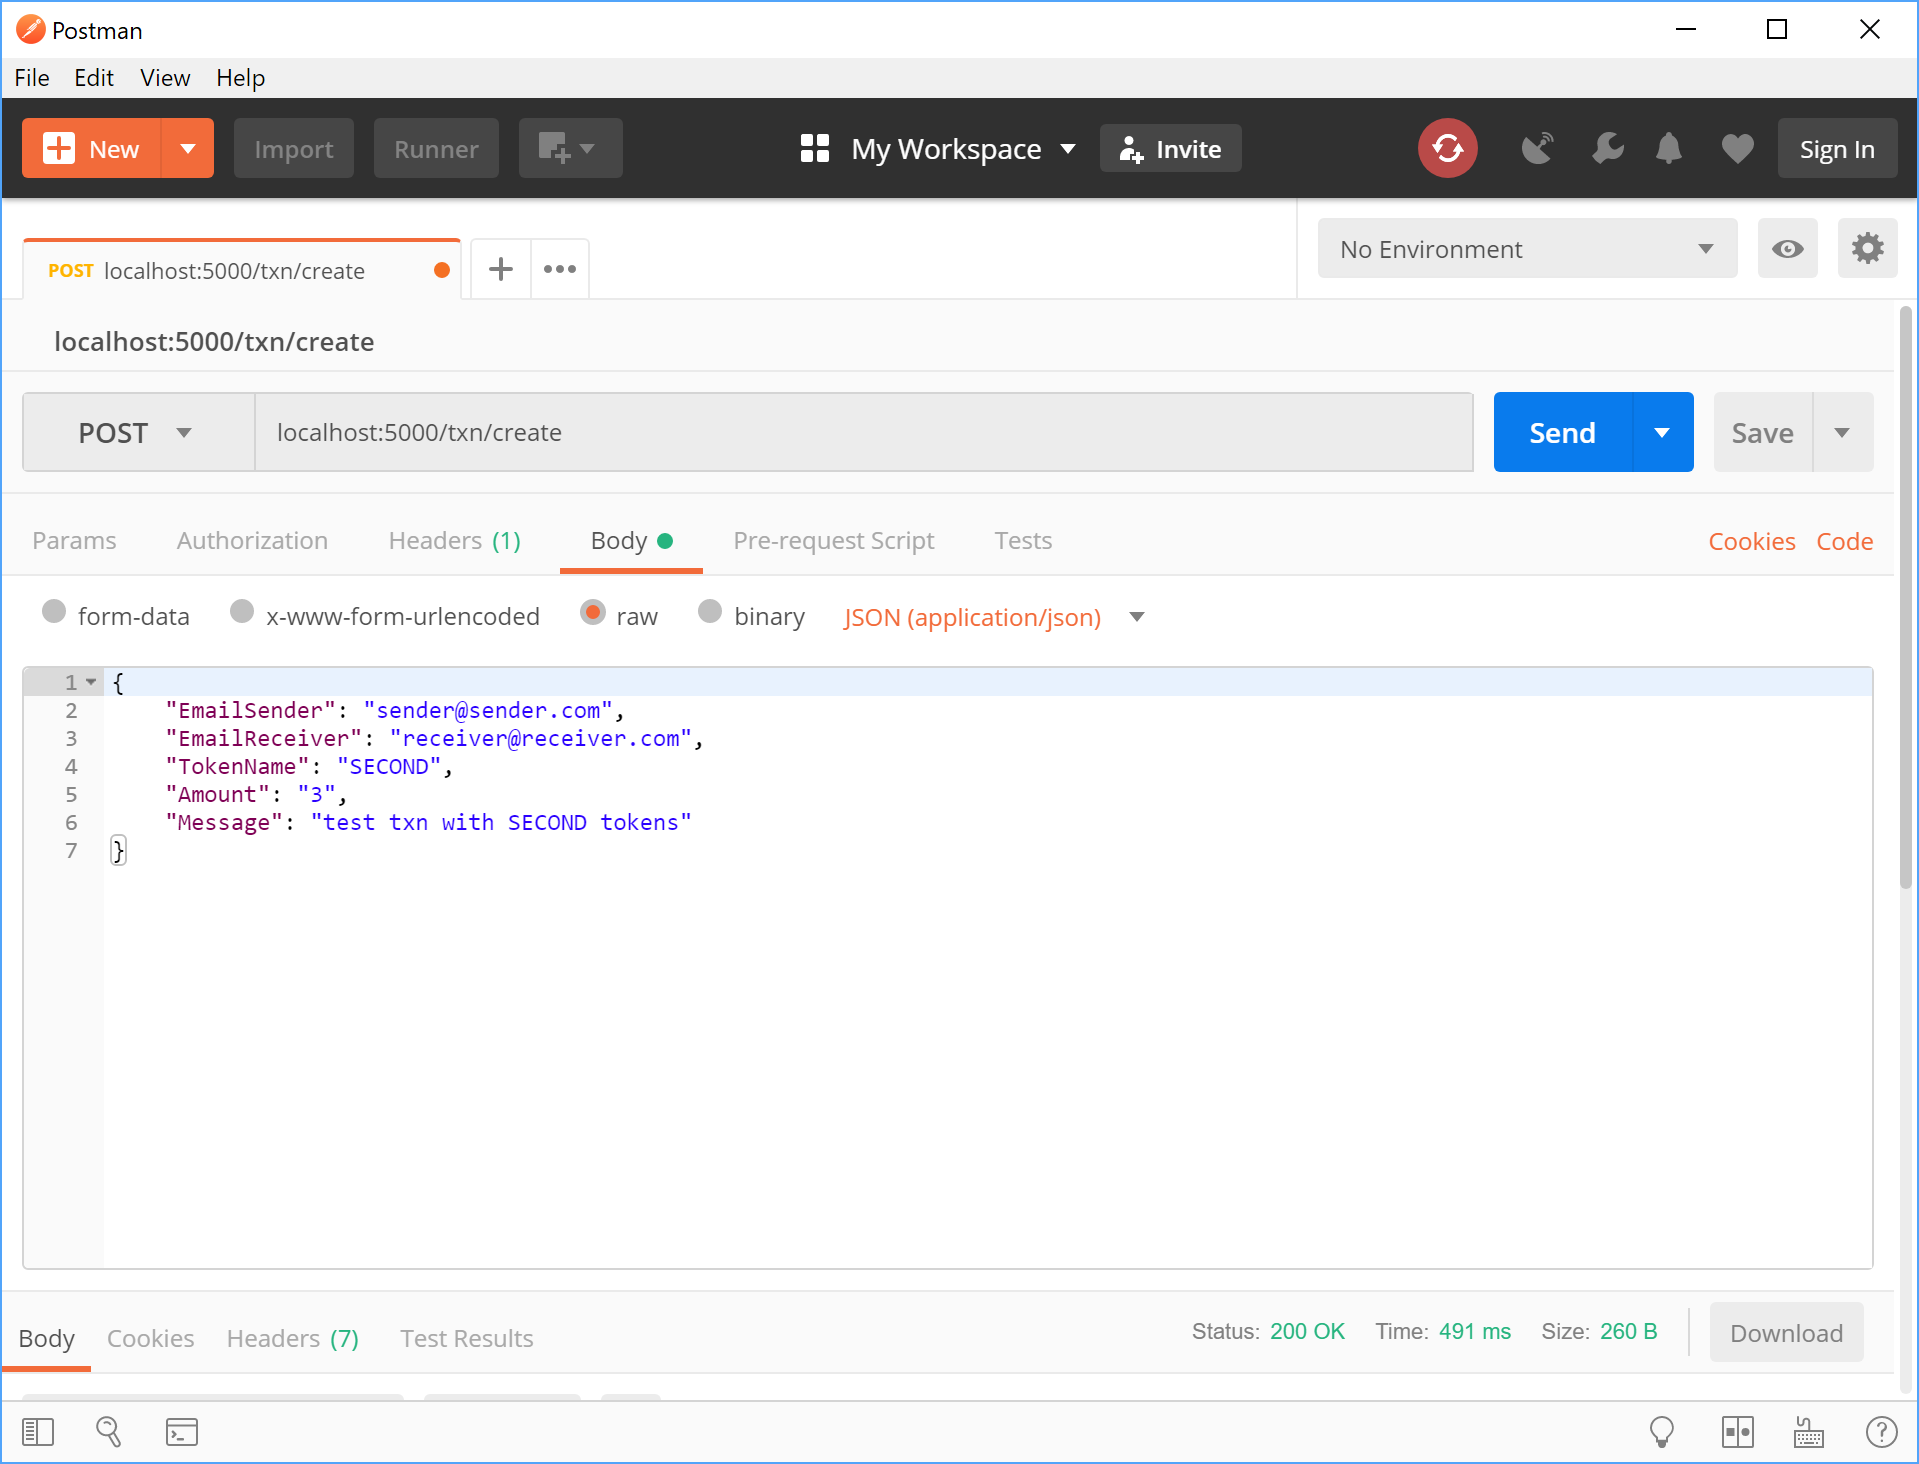 Postman
File Edit View Help
New Import Runner My Workspace Invite Sign In
POST localhost:5000/txn/create No Environment
localhost:5000/txn/create
POST localhost:5000/txn/create Send Save
Params Authorization Headers (1) Body Pre-request Script Tests Cookies Code
form-data x-www-form-urlencoded raw binary JSON (application/json)
1 {
2 "EmailSender": "sender@sender.com",
3 "EmailReceiver": "receiver@receiver.com",
4 "TokenName": "SECOND",
5 "Amount": "3",
6 "Message": "test txn with SECOND tokens"
7 }
Body Cookies Headers (7) Test Results Status: 200 OK Time: 491 ms Size: 260 B Download